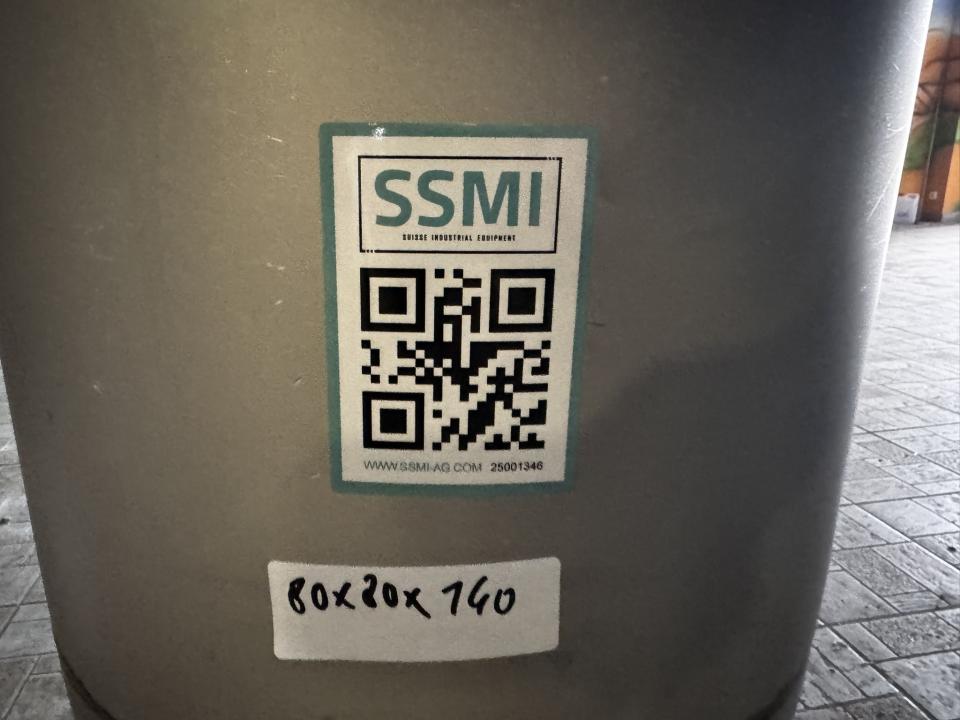 SSMI
SUISSE INDUSTRIAL EQUIPMENT
WWW.SSMI-AG.COM 25001346
80x80x140